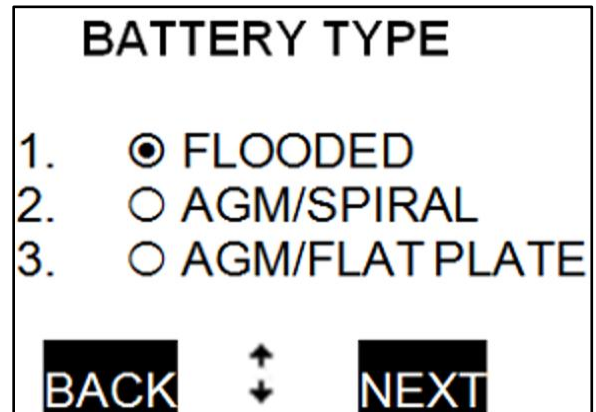 BATTERY TYPE
1. FLOODED
2. AGM/SPIRAL
3. AGM/FLAT PLATE
BACK NEXT